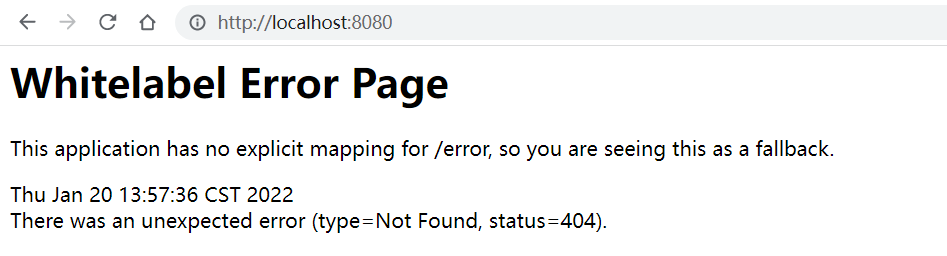 http://localhost:8080
Whitelabel Error Page
This application has no explicit mapping for /error, so you are seeing this as a fallback.
Thu Jan 20 13:57:36 CST 2022
There was an unexpected error (type=Not Found, status=404).